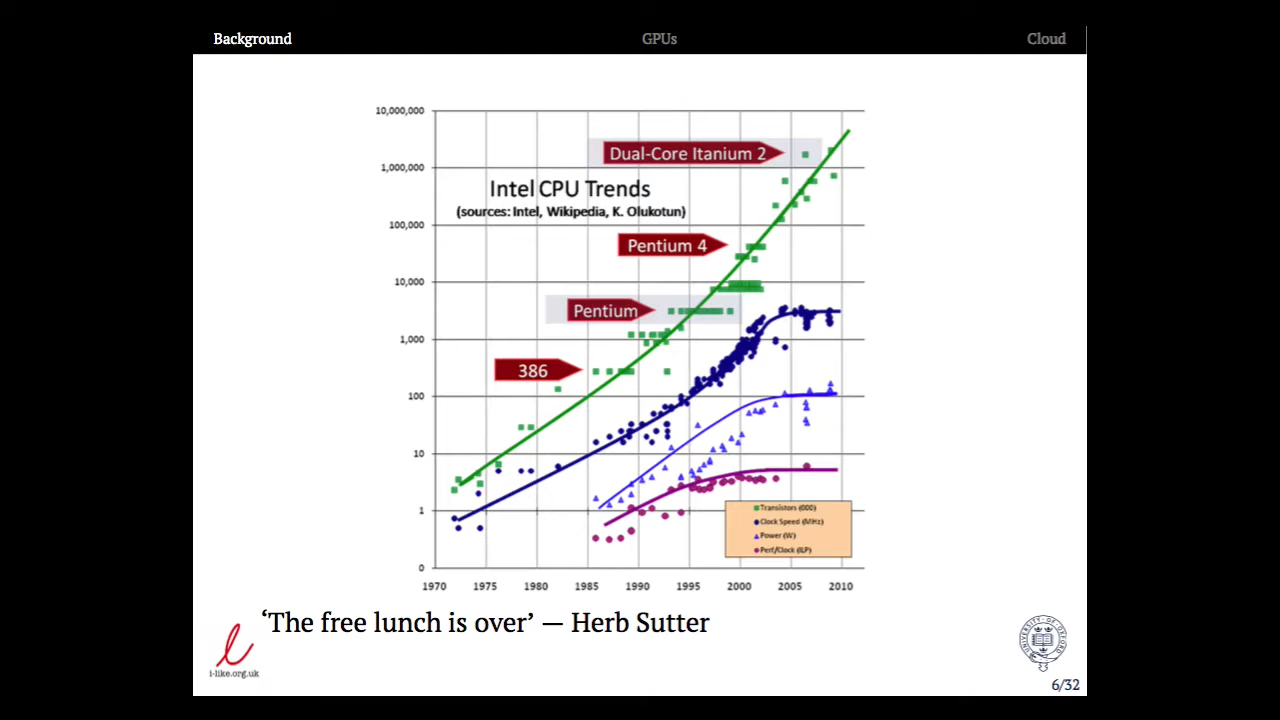 Background GPUs Cloud
10,000,000
1,000,000
100,000
10,000
1,000
100
10
1
0
Dual-Core Itanium 2
Intel CPU Trends
(sources: Intel, Wikipedia, K. Olukotun)
Pentium 4
Pentium
386
Transistors (000)
Clock Speed (MHz)
Power (W)
Perf/Clock (ILP)
1970 1975 1980 1985 1990 1995 2000 2005 2010
‘The free lunch is over’ — Herb Sutter
i-like.org.uk
UNIVERSITY OF OXFORD
6/32